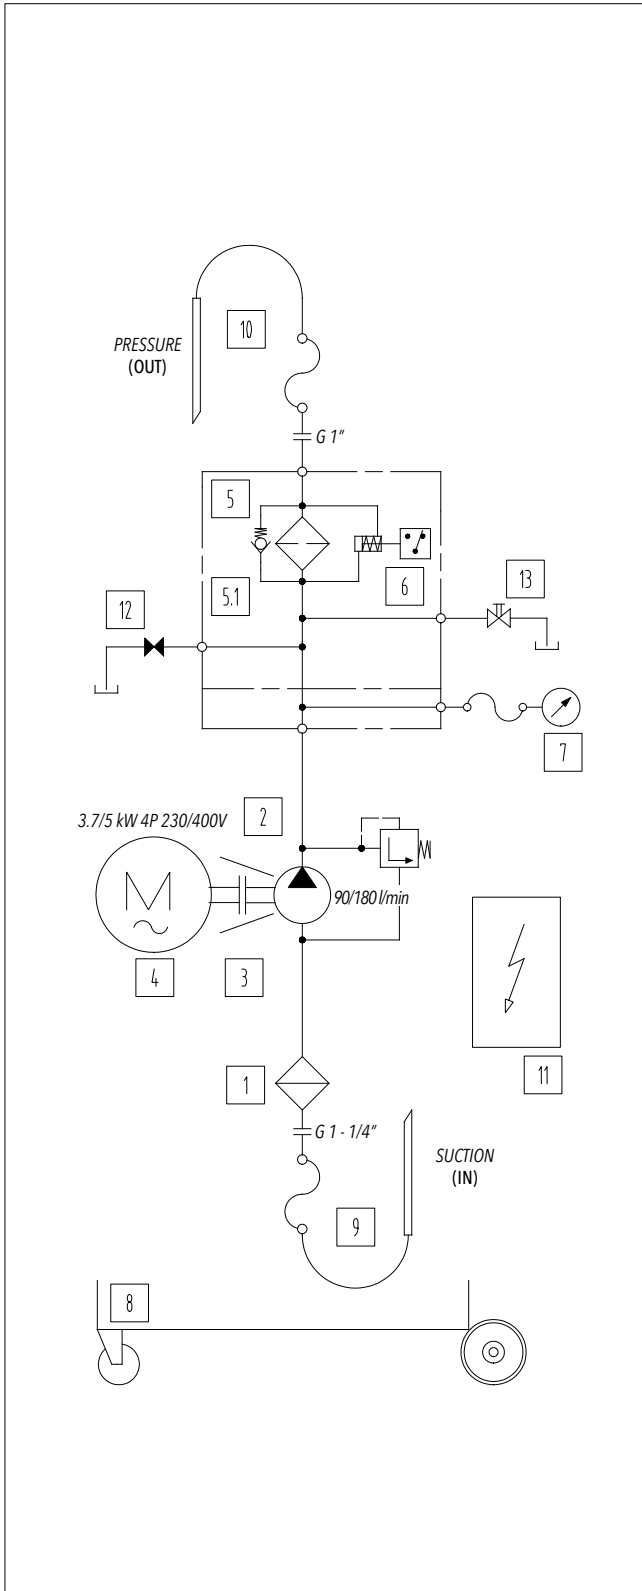 10
PRESSURE
(OUT)
G 1"
5
5.1
6
13
12
7
2
3.7/5 kW 4P 230/400V
M
90/180 l/min
4
3
1
11
G 1 - 1/4"
SUCTION
(IN)
9
8